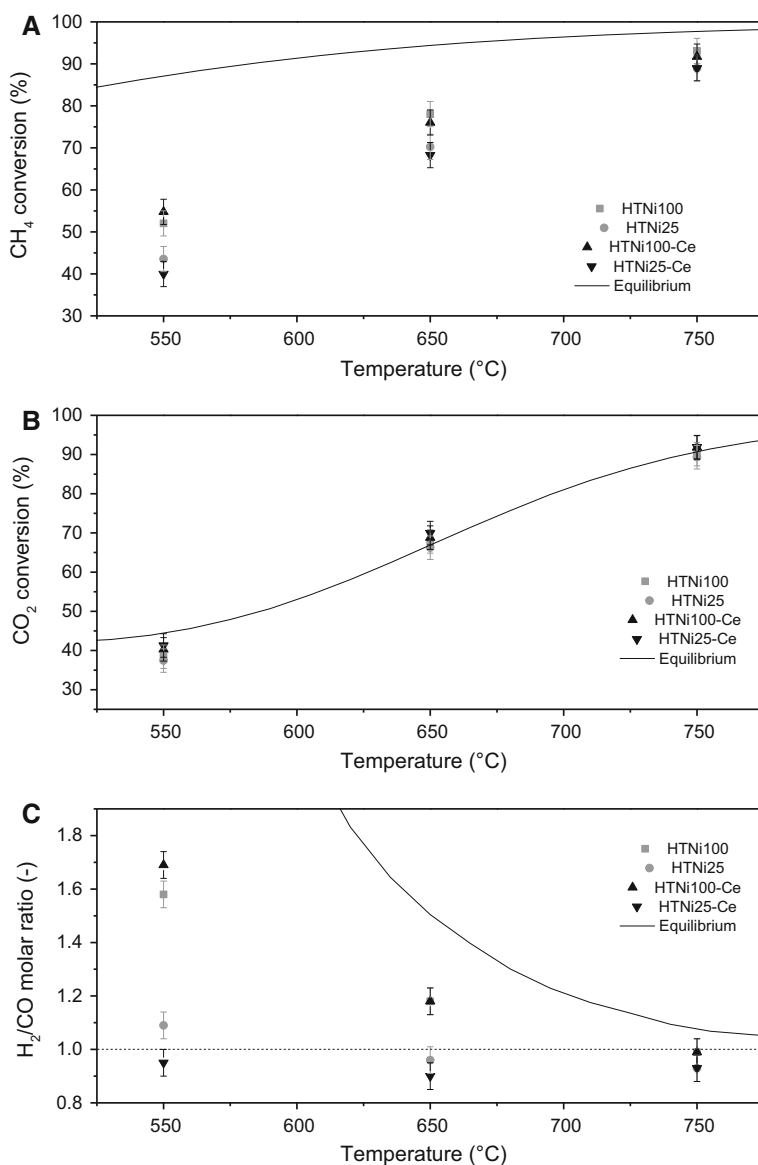 A
CH4 conversion (%)
100
90
80
70
60
50
40
30
HTNi100
HTNi25
HTNi100-Ce
HTNi25-Ce
Equilibrium
550 600 650 700 750
Temperature (°C)
B
CO2 conversion (%)
100
90
80
70
60
50
40
30
HTNi100
HTNi25
HTNi100-Ce
HTNi25-Ce
Equilibrium
550 600 650 700 750
Temperature (°C)
C
H2/CO molar ratio (-)
1.8
1.6
1.4
1.2
1.0
0.8
HTNi100
HTNi25
HTNi100-Ce
HTNi25-Ce
Equilibrium
550 600 650 700 750
Temperature (°C)